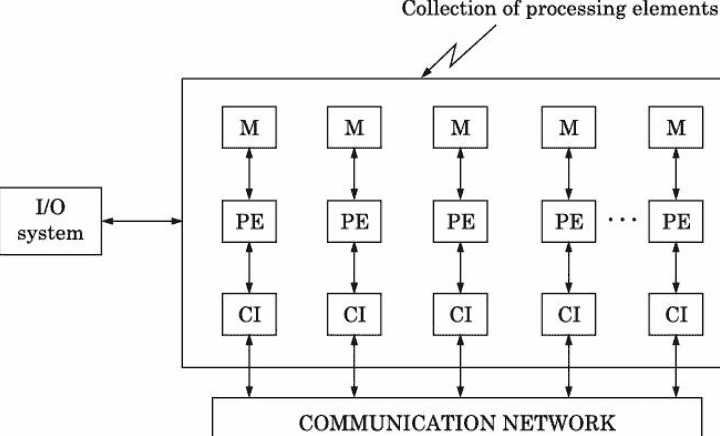 Collection of processing elements
M M M M M
I/O
system
PE PE PE PE ··· PE
CI CI CI CI CI
COMMUNICATION NETWORK